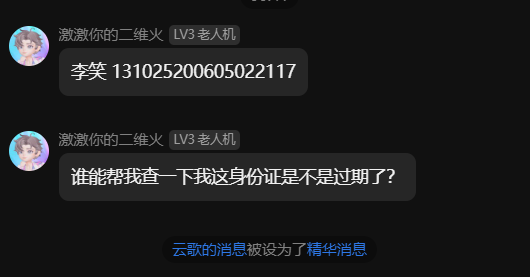 激激你的二维火 LV3 老人机
李笑 131025200605022117
激激你的二维火 LV3 老人机
谁能帮我查一下我这身份证是不是过期了？
云歌的消息被设为了精华消息